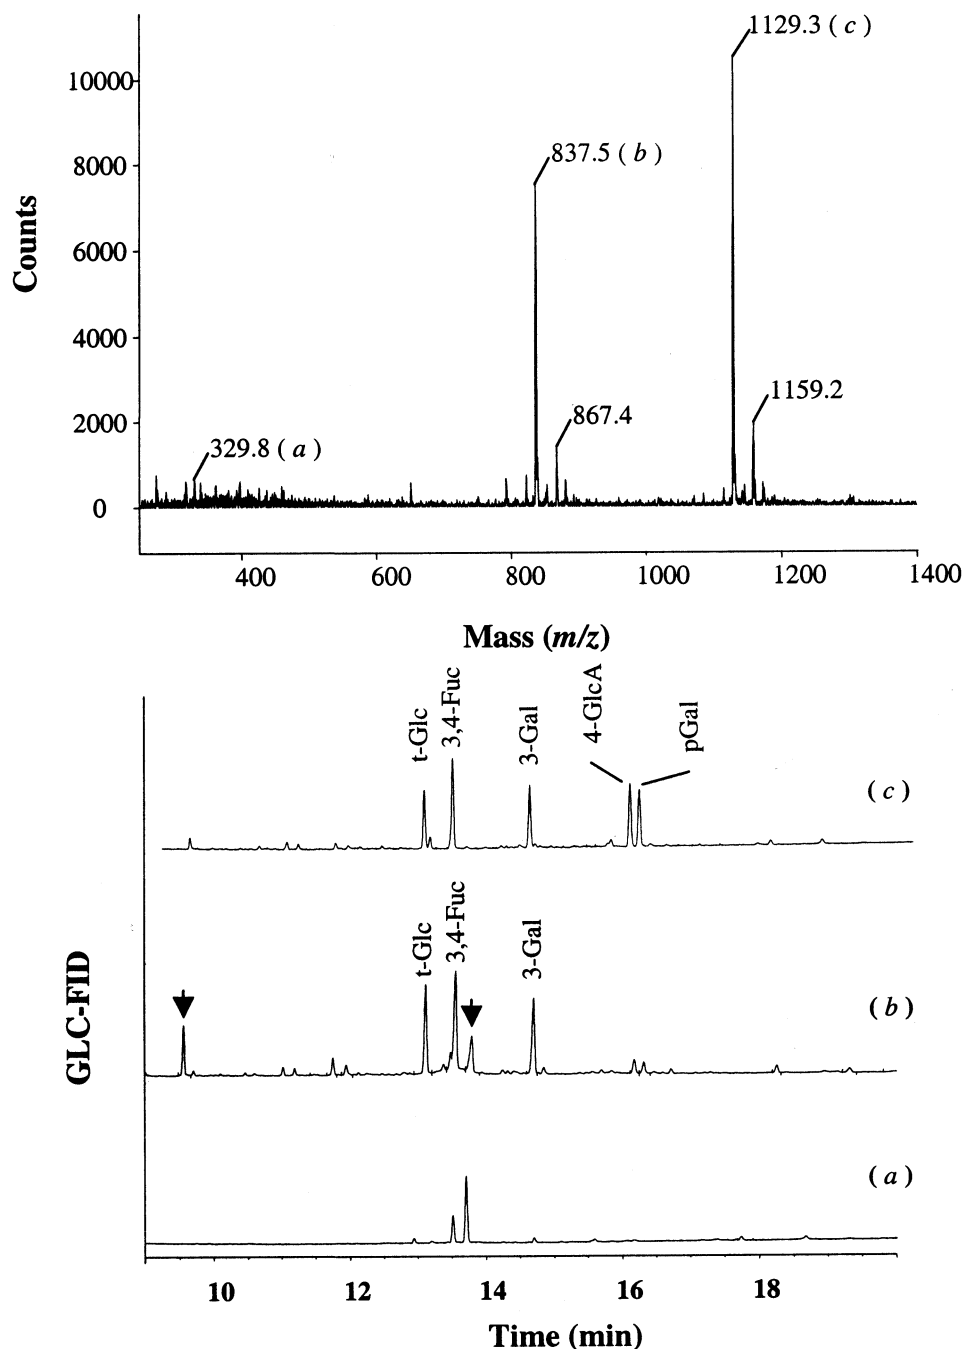 1129.3 ( c )
10000
8000
837.5 ( b )
6000
Counts
4000
2000
867.4
1159.2
329.8 ( a )
0
400
600
800
1000
1200
1400
Mass (m/z)
t-Glc
3,4-Fuc
3-Gal
4-GlcA
pGal
( c )
t-Glc
3,4-Fuc
3-Gal
( b )
GLC-FID
( a )
10
12
14
16
18
Time (min)